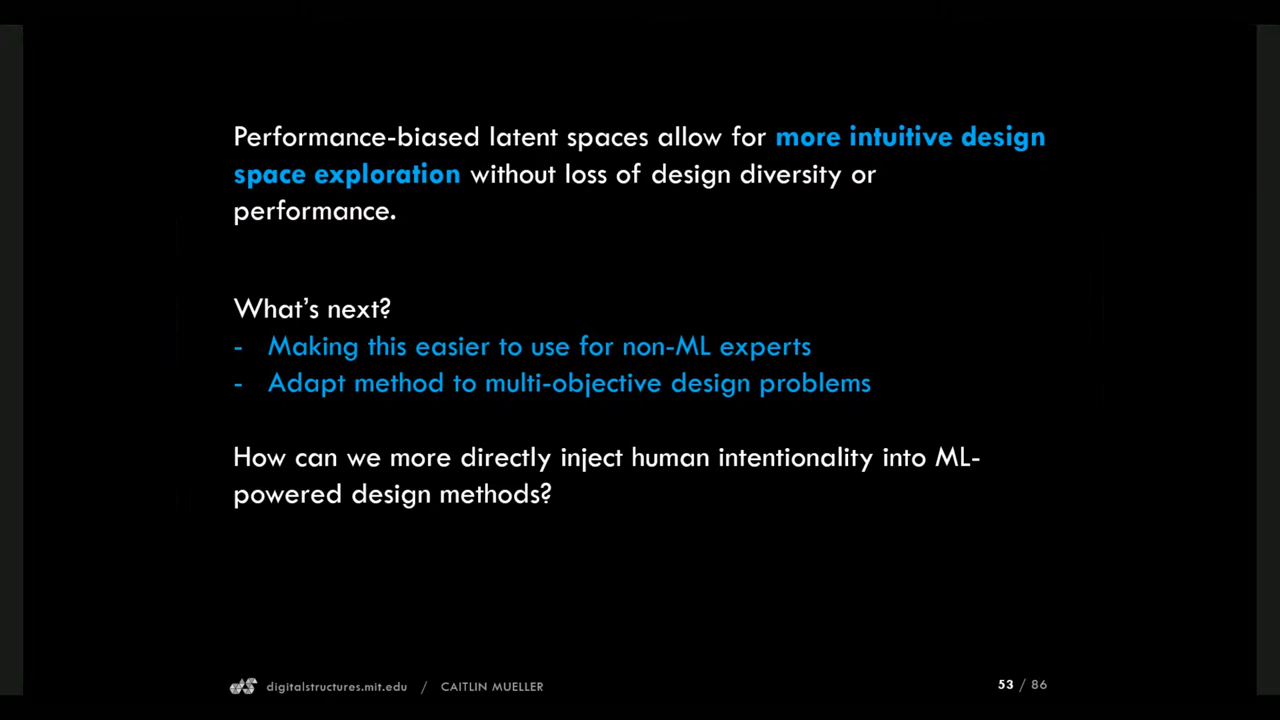 Performance-biased latent spaces allow for more intuitive design
space exploration without loss of design diversity or
performance.
What’s next?
- Making this easier to use for non-ML experts
- Adapt method to multi-objective design problems
How can we more directly inject human intentionality into ML-
powered design methods?
digitalstructures.mit.edu / CAITLIN MUELLER
53 / 86